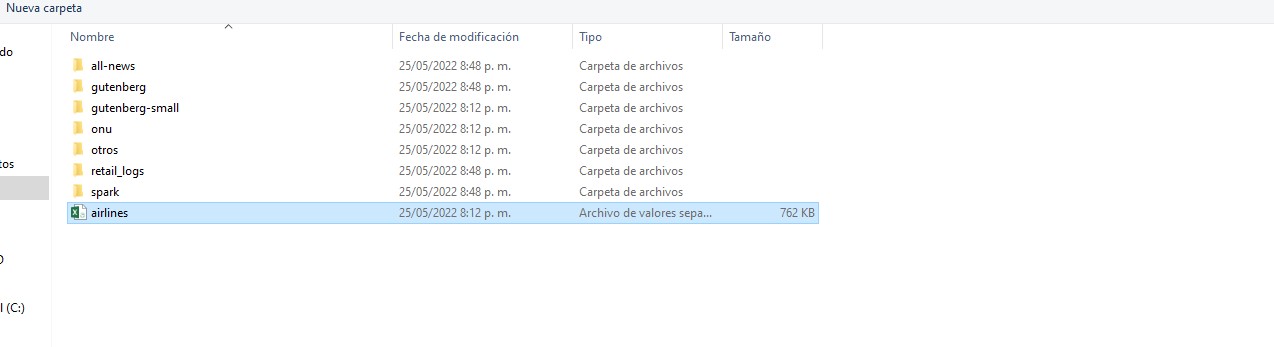 Nueva carpeta
Nombre Fecha de modificación Tipo Tamaño
do
all-news 25/05/2022 8:48 p. m. Carpeta de archivos
gutenberg 25/05/2022 8:48 p. m. Carpeta de archivos
gutenberg-small 25/05/2022 8:12 p. m. Carpeta de archivos
onu 25/05/2022 8:12 p. m. Carpeta de archivos
otros 25/05/2022 8:12 p. m. Carpeta de archivos
tos
retail_logs 25/05/2022 8:48 p. m. Carpeta de archivos
spark 25/05/2022 8:48 p. m. Carpeta de archivos
airlines 25/05/2022 8:12 p. m. Archivo de valores sepa... 762 KB
l (C:)